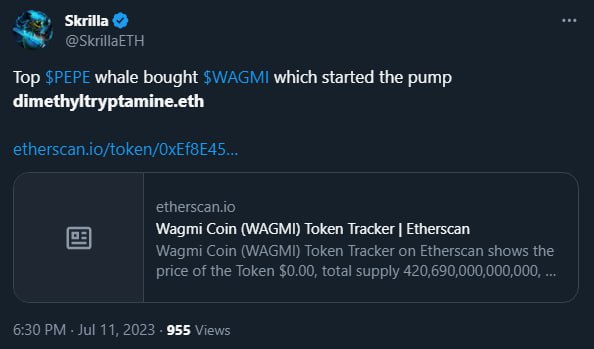 Skrilla
@SkrillaETH
Top $PEPE whale bought $WAGMI which started the pump
dimethyltryptamine.eth
etherscan.io/token/0xEf8E45…
etherscan.io
Wagmi Coin (WAGMI) Token Tracker | Etherscan
Wagmi Coin (WAGMI) Token Tracker on Etherscan shows the
price of the Token $0.00, total supply 420,690,000,000,000, ...
6:30 PM · Jul 11, 2023 · 955 Views